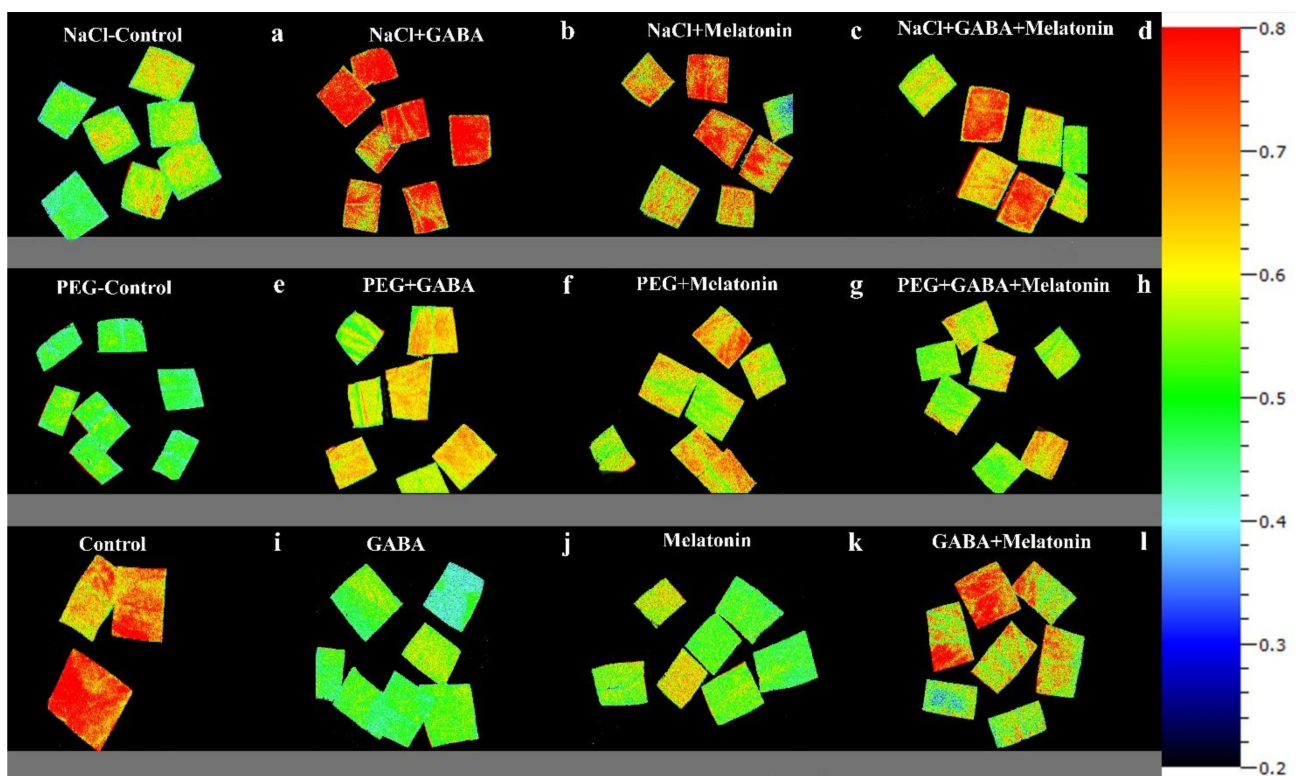 NaCl-Control a NaCl+GABA b NaCl+Melatonin c NaCl+GABA+Melatonin d
PEG-Control e PEG+GABA f PEG+Melatonin g PEG+GABA+Melatonin h
Control i GABA j Melatonin k GABA+Melatonin l
0.8
0.7
0.6
0.5
0.4
0.3
0.2